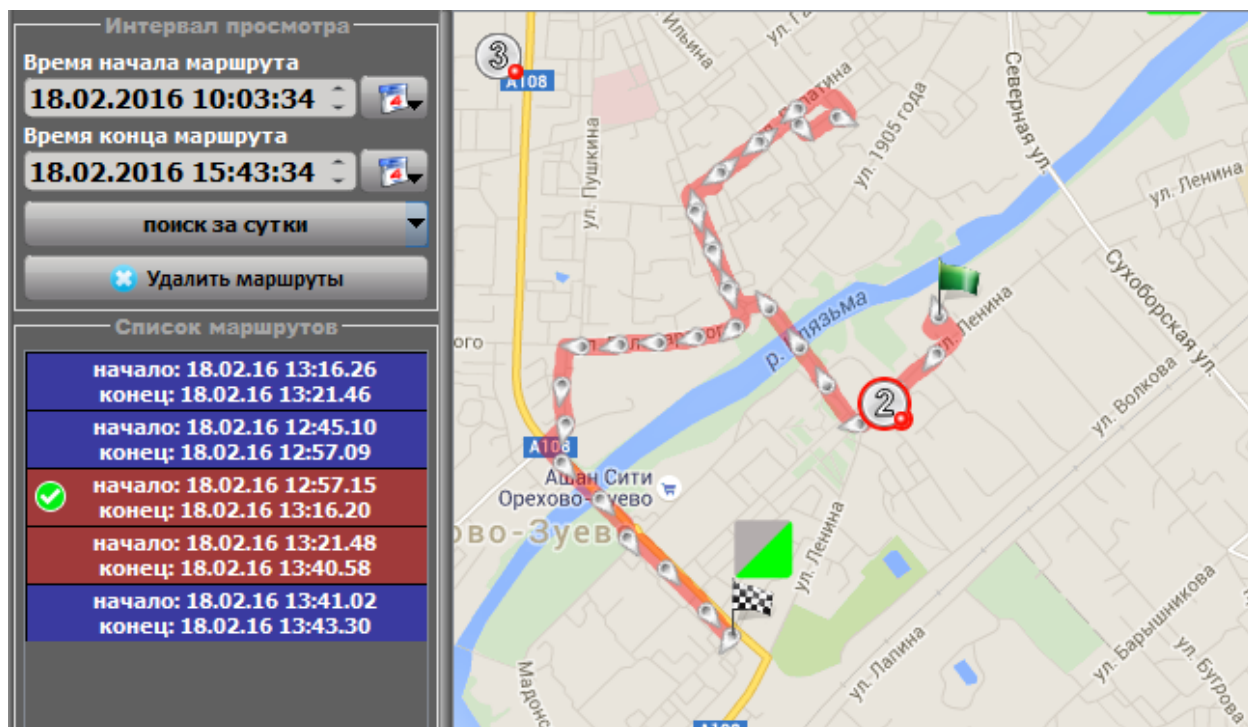 Интервал просмотра
Время начала маршрута
18.02.2016 10:03:34
Время конца маршрута
18.02.2016 15:43:34
поиск за сутки
Удалить маршруты
Список маршрутов
начало: 18.02.16 13:16.26
конец: 18.02.16 13:21.46
начало: 18.02.16 12:45.10
конец: 18.02.16 12:57.09
начало: 18.02.16 12:57.15
конец: 18.02.16 13:16.20
начало: 18.02.16 13:21.48
конец: 18.02.16 13:40.58
начало: 18.02.16 13:41.02
конец: 18.02.16 13:43.30
3
A108
ул. Ильина
ул. Пушкина
ул. 1905 года
Северная ул.
ул. Ленина
Сухоборская ул.
р. Клязьма
ул. Ленина
ого
2
ул. Волкова
A108
Ашан Сити
Орехово-Зуево
ово-Зуево
ул. Ленина
ул. Лапина
ул. Барышникова
ул. Бугрова
Мадонс
A108